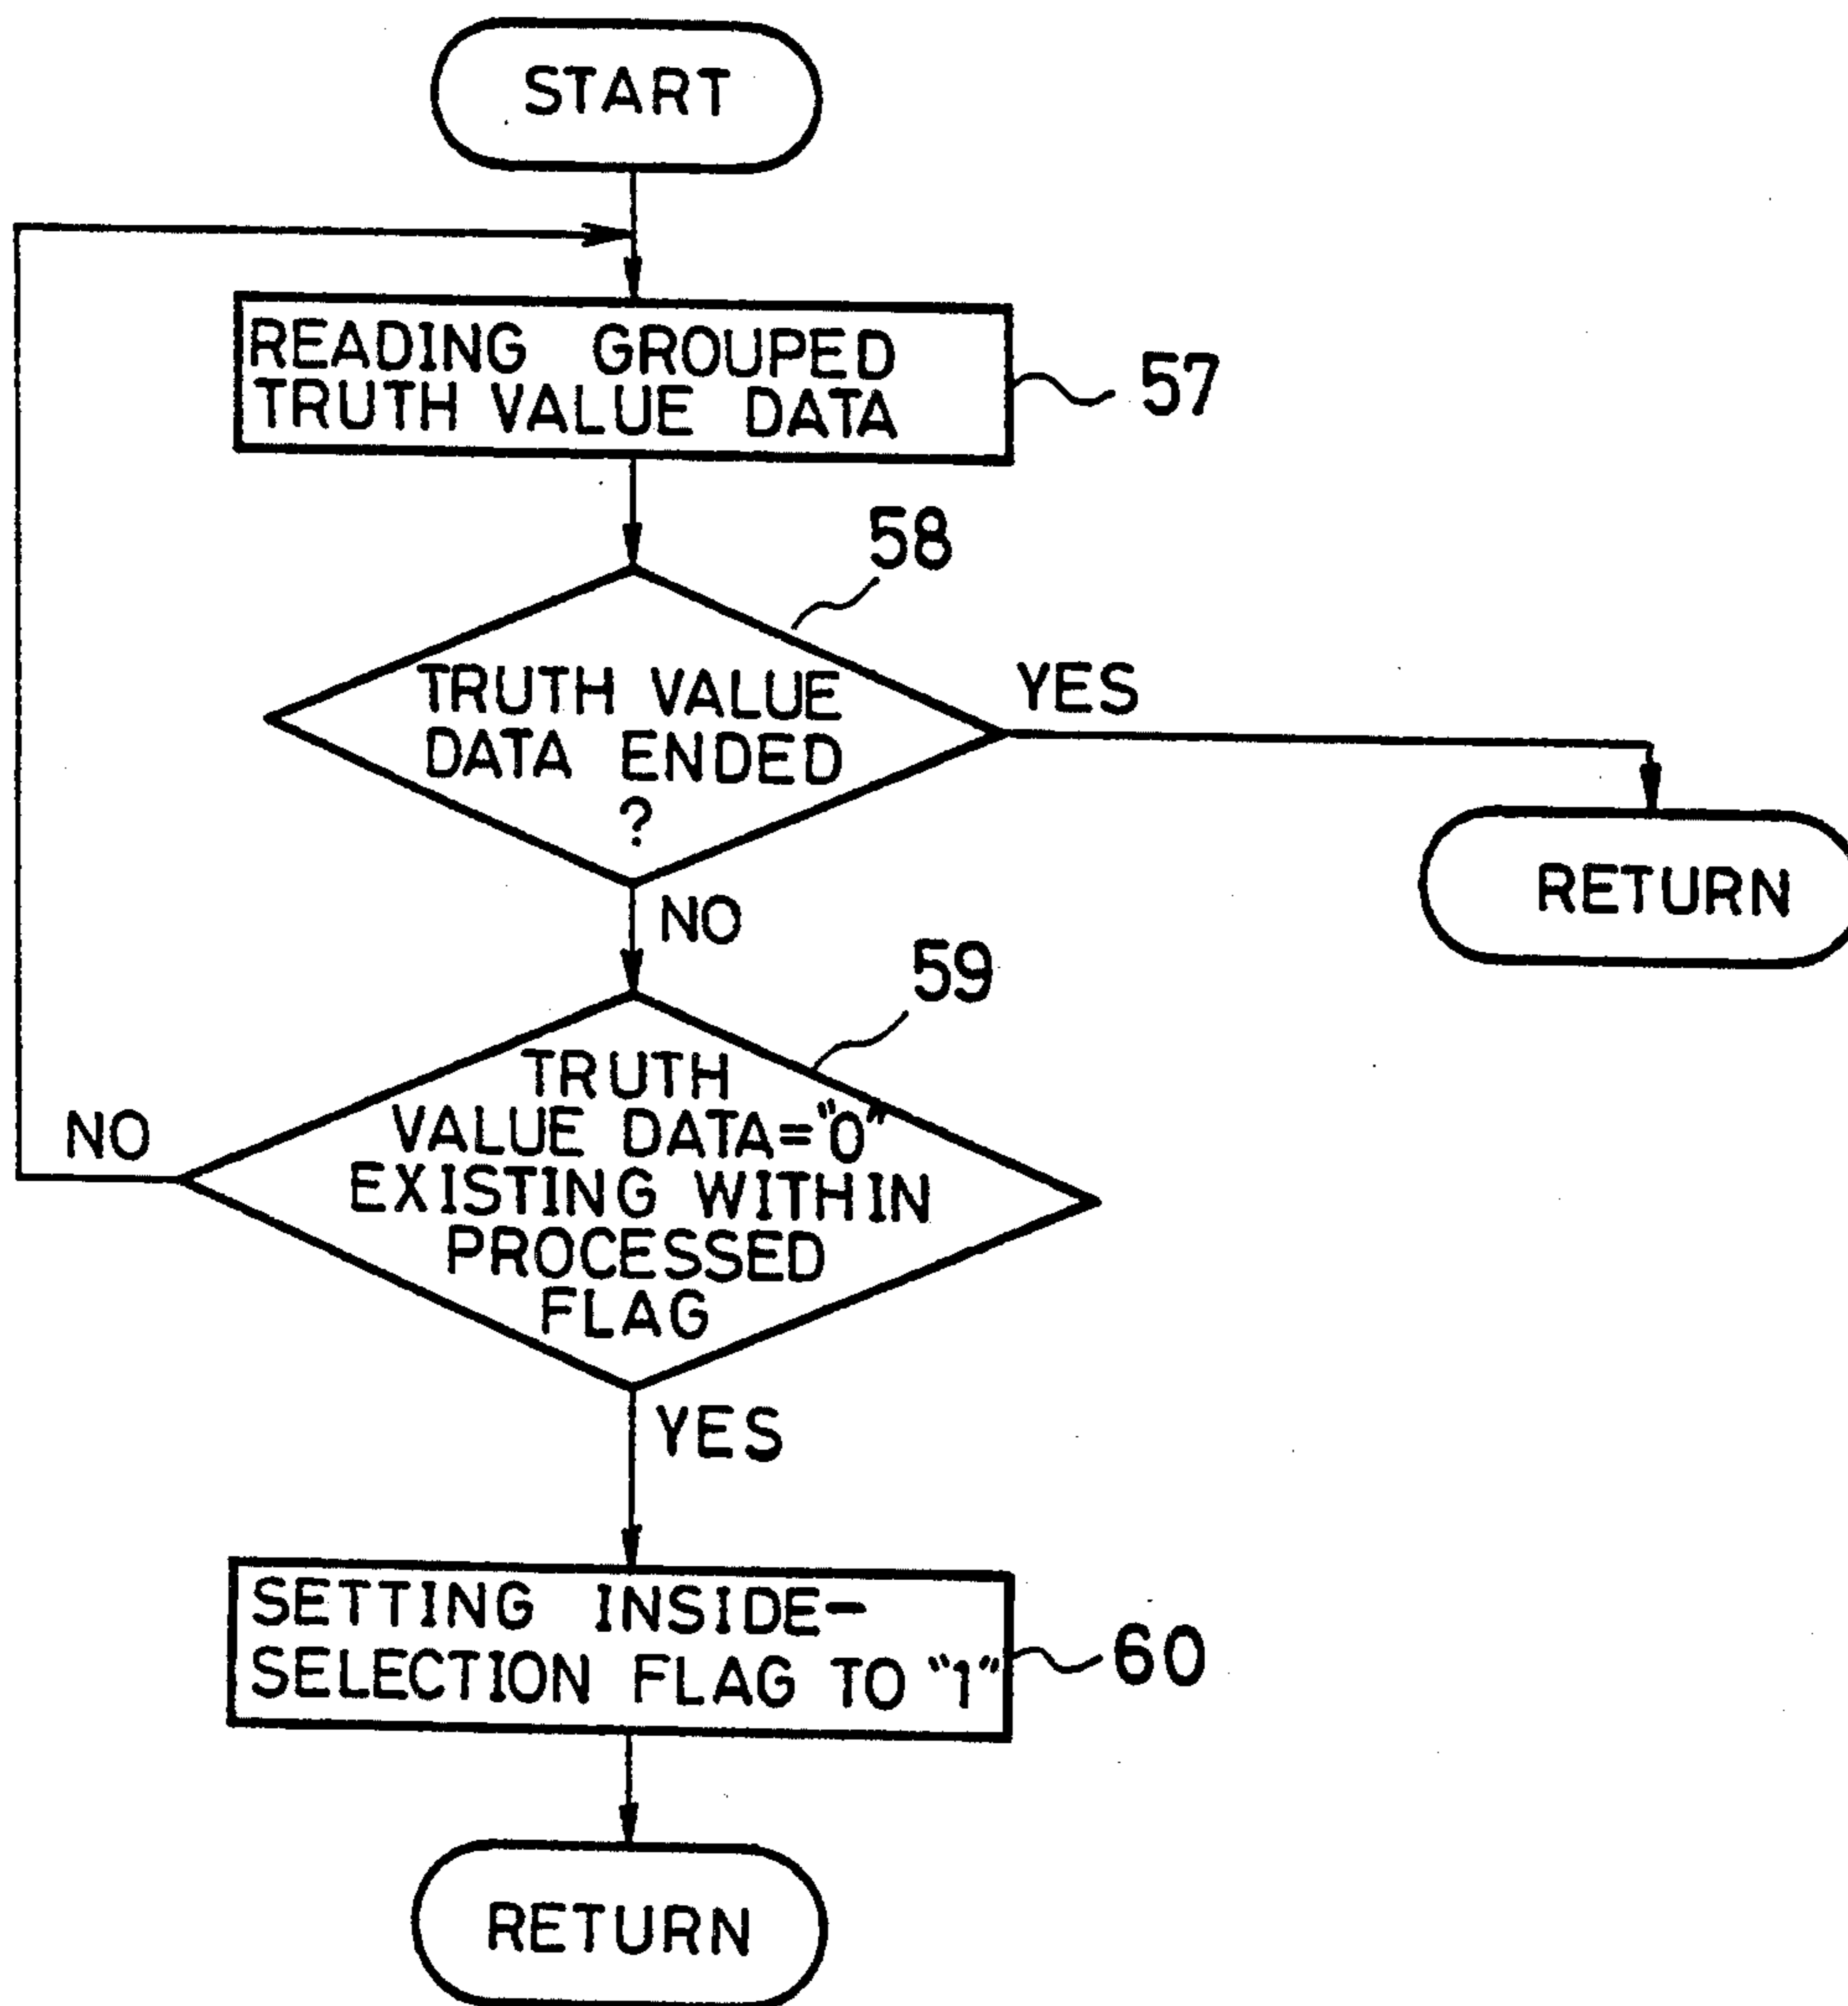 START
READING GROUPED
TRUTH VALUE DATA
57
58
TRUTH VALUE
DATA ENDED
?
YES
RETURN
NO
59
TRUTH
VALUE DATA="0"
EXISTING WITHIN
PROCESSED
FLAG
NO
YES
SETTING INSIDE-
SELECTION FLAG TO "1"
60
RETURN